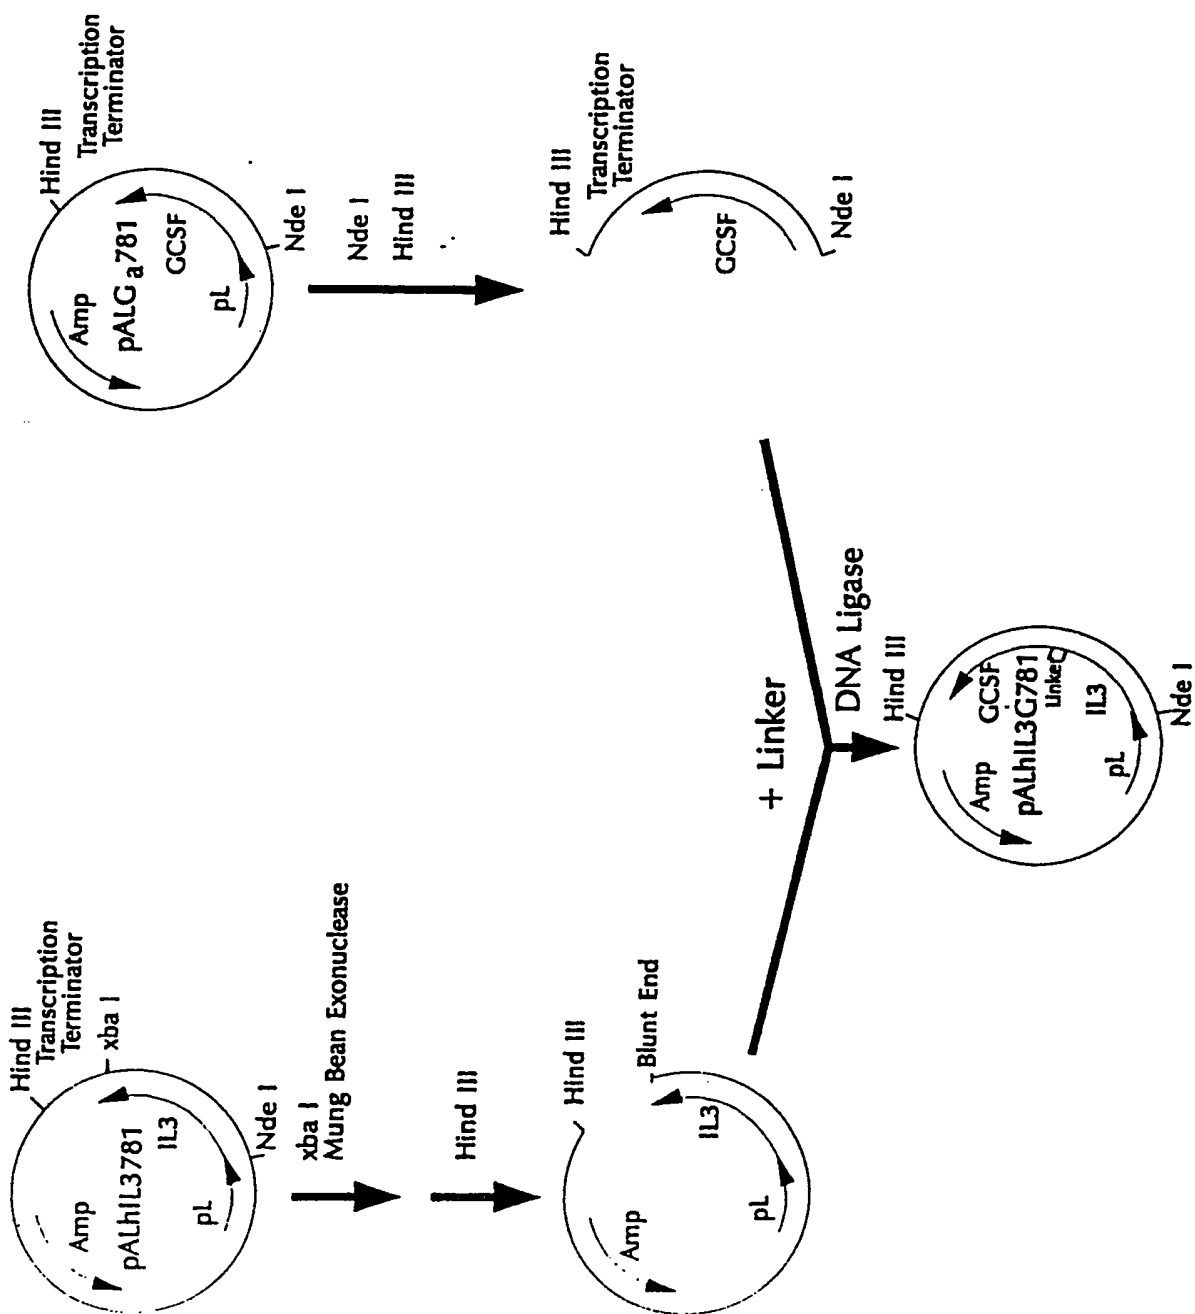 Hind III
Transcription
Terminator
xba I
Amp
pALhIL3781
IL3
pL
Nde I
xba I
Mung Bean Exonuclease
Hind III
Hind III
Blunt End
Amp
IL3
pL
Hind III
Transcription
Terminator
Amp
pALGa781
GCSF
pL
Nde I
Nde I
Hind III
Hind III
Transcription
Terminator
GCSF
Nde I
+ Linker
DNA Ligase
Hind III
Amp
GCSF
pALhIL3G781
Linker
IL3
pL
Nde I